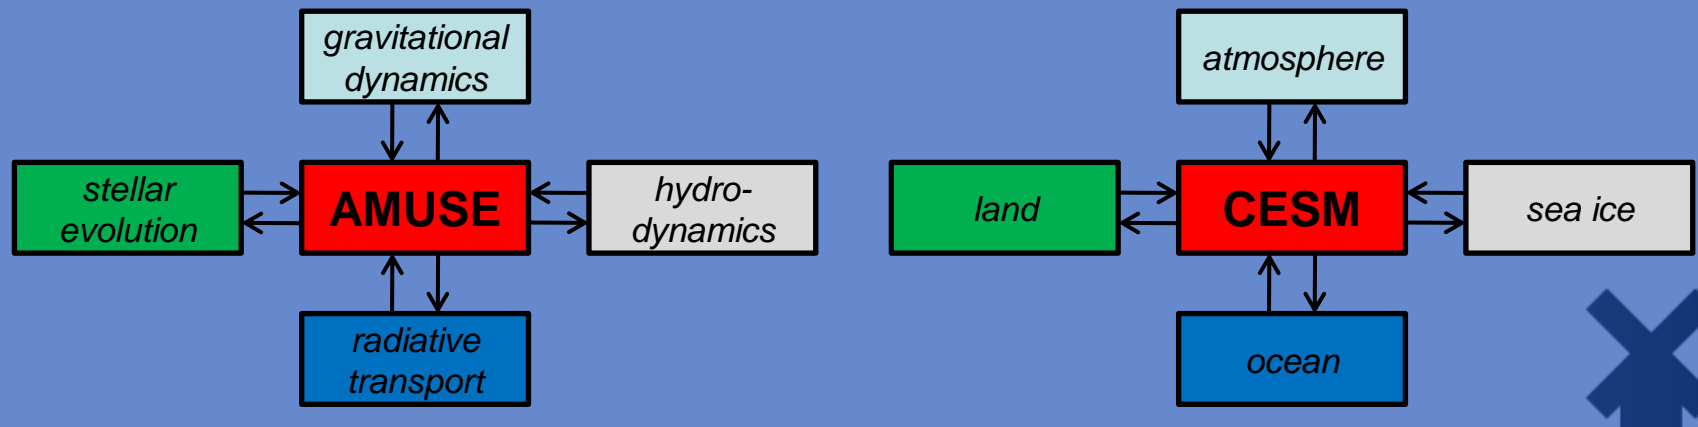 gravitational
dynamics
stellar
evolution
AMUSE
hydro-
dynamics
radiative
transport
atmosphere
land
CESM
sea ice
ocean